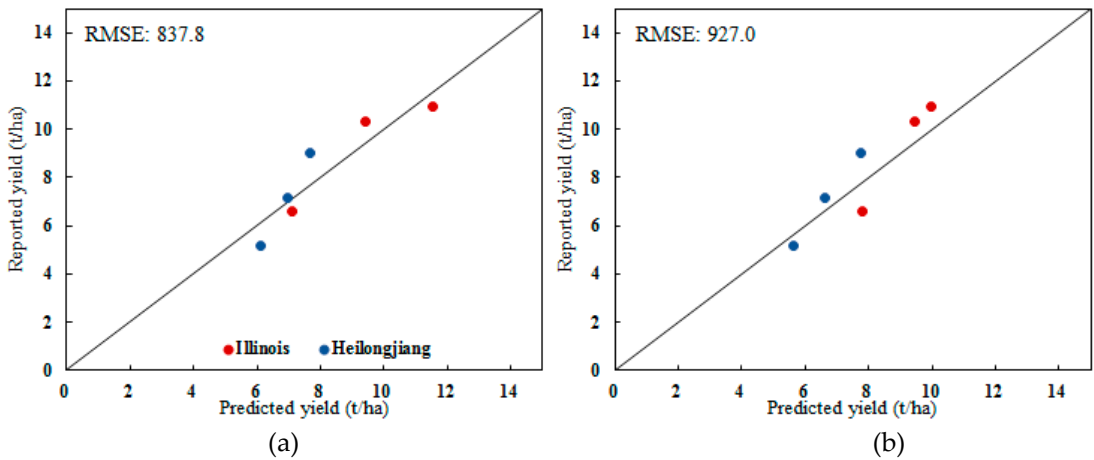 RMSE: 837.8
14
12
10
8
6
4
2
0
Reported yield (t/ha)
Illinois
Heilongjiang
0 2 4 6 8 10 12 14
Predicted yield (t/ha)
(a)
RMSE: 927.0
14
12
10
8
6
4
2
0
Reported yield (t/ha)
0 2 4 6 8 10 12 14
Predicted yield (t/ha)
(b)